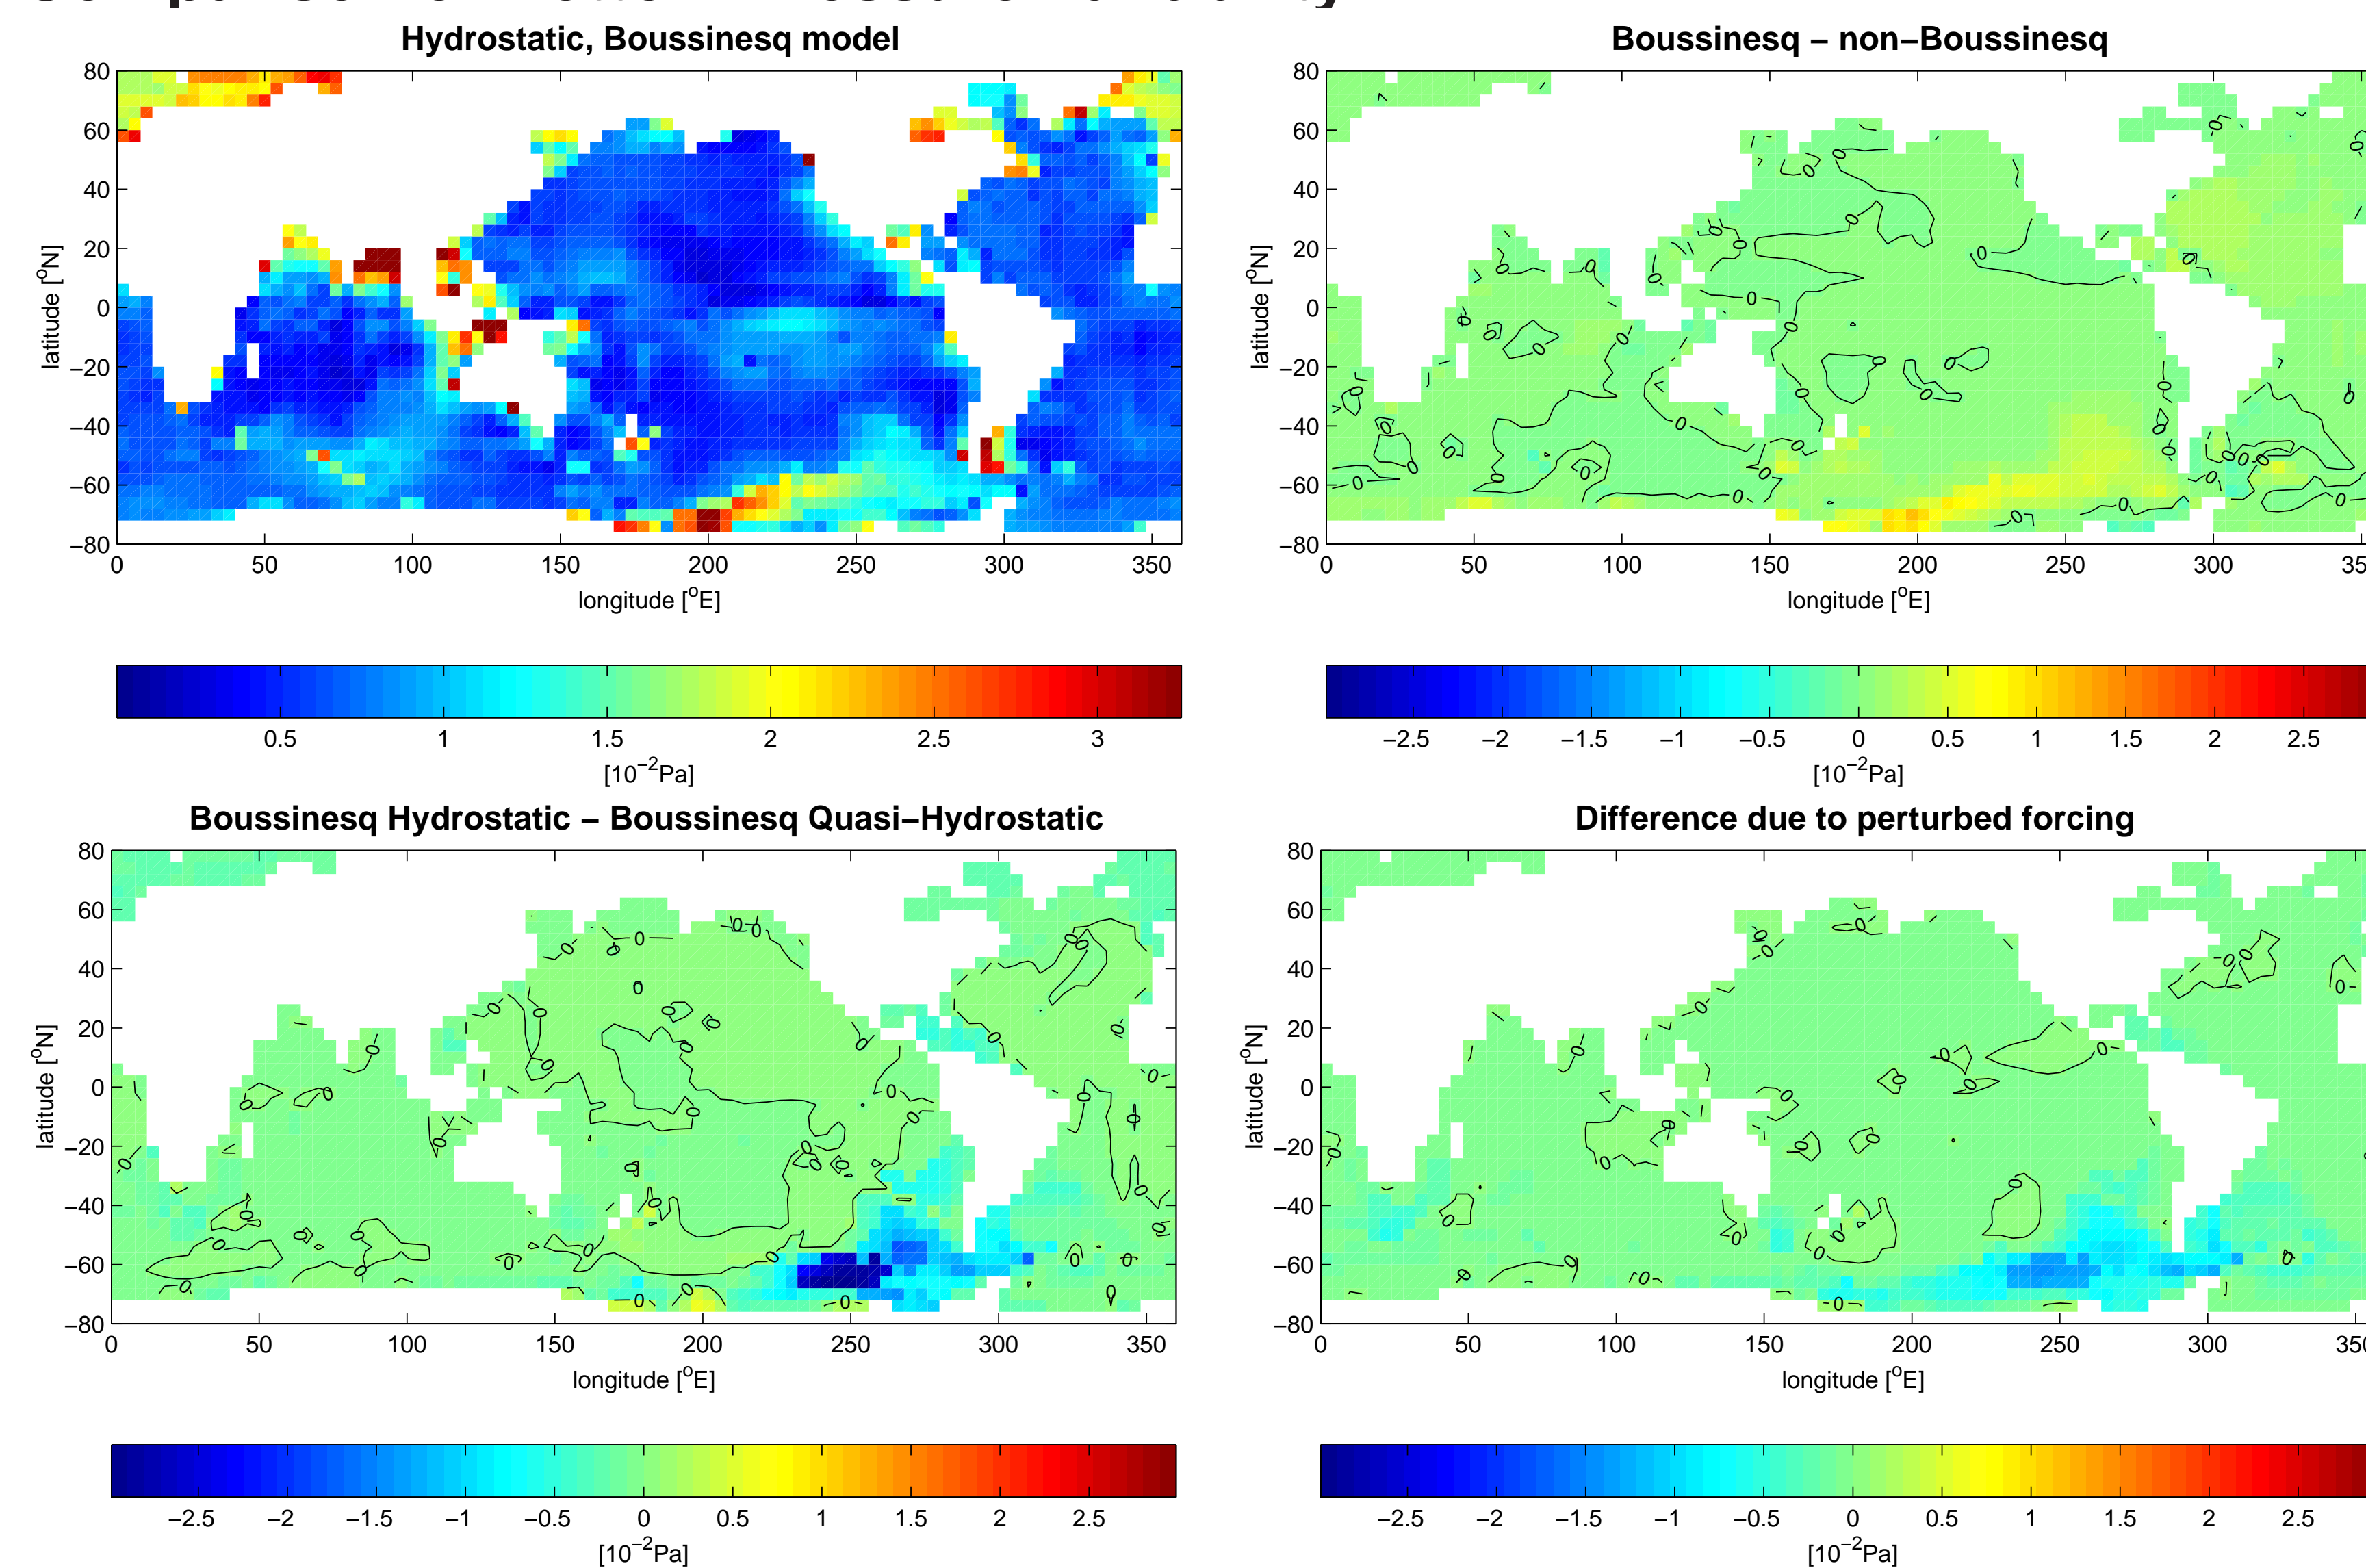 Hydrostatic, Boussinesq model
80
60
40
20
0
−20
−40
−60
−80
latitude [°N]
0 50 100 150 200 250 300 350
longitude [°E]
0.5 1 1.5 2 2.5 3
[10−2Pa]
Boussinesq − non−Boussinesq
80
60
40
20
0
−20
−40
−60
−80
latitude [°N]
0 50 100 150 200 250 300
longitude [°E]
−2.5 −2 −1.5 −1 −0.5 0 0.5 1 1.5 2 2.5
[10−2Pa]
Boussinesq Hydrostatic − Boussinesq Quasi−Hydrostatic
80
60
40
20
0
−20
−40
−60
−80
latitude [°N]
0 50 100 150 200 250 300 350
longitude [°E]
−2.5 −2 −1.5 −1 −0.5 0 0.5 1 1.5 2 2.5
[10−2Pa]
Difference due to perturbed forcing
80
60
40
20
0
−20
−40
−60
−80
latitude [°N]
0 50 100 150 200 250 300
longitude [°E]
−2.5 −2 −1.5 −1 −0.5 0 0.5 1 1.5 2 2.5
[10−2Pa]